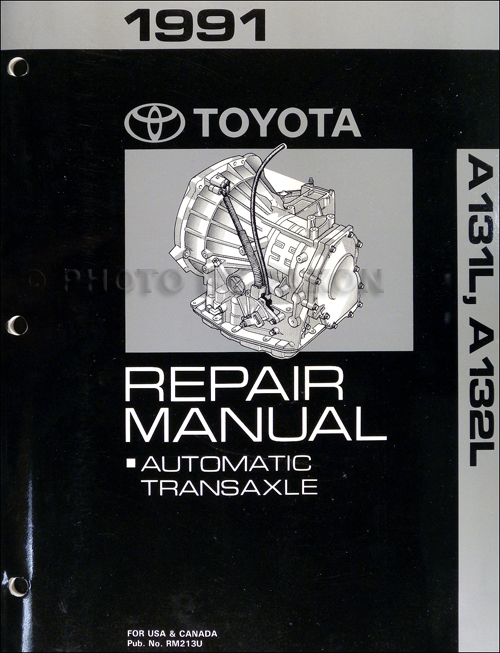 1991
TOYOTA
A131L, A132L
REPAIR
MANUAL
AUTOMATIC
TRANSAXLE
FOR USA & CANADA
Pub. No. RM213U